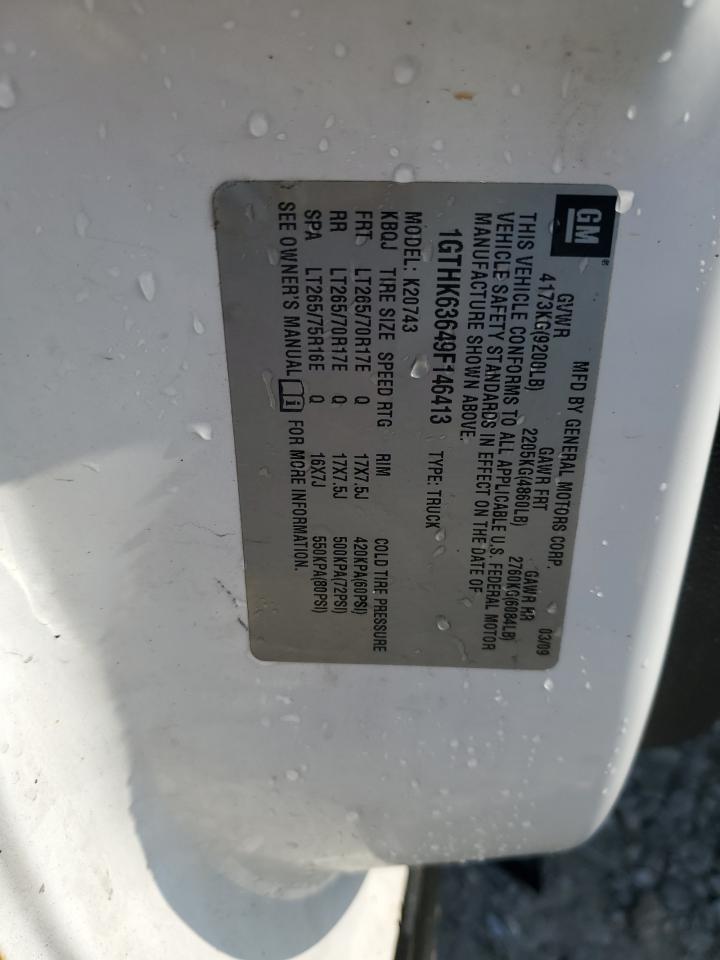 GM®
MFD BY GENERAL MOTORS CORP. 03/09
GVWR GAWR FRT GAWR RR
4173KG(9200LB) 2205KG(4860LB) 2760KG(6084LB)
THIS VEHICLE CONFORMS TO ALL APPLICABLE U.S. FEDERAL MOTOR
VEHICLE SAFETY STANDARDS IN EFFECT ON THE DATE OF
MANUFACTURE SHOWN ABOVE.
1GTHK63649F146413 TYPE: TRUCK
MODEL: K20743
KBQJ TIRE SIZE SPEED RTG RIM COLD TIRE PRESSURE
FRT LT265/70R17E Q 17X7.5J 420KPA(60PSI)
RR LT265/70R17E Q 17X7.5J 500KPA(72PSI)
SPA LT265/75R16E Q 16X7J 550KPA(80PSI)
SEE OWNER'S MANUAL FOR MORE INFORMATION.